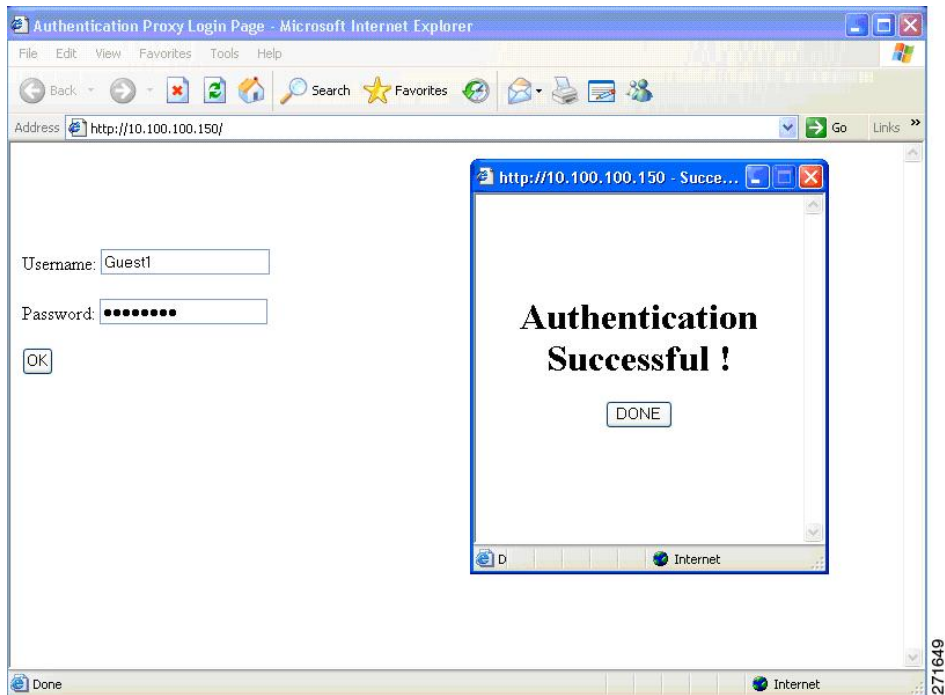 Authentication Proxy Login Page - Microsoft Internet Explorer
File Edit View Favorites Tools Help
Back Search Favorites
Address http://10.100.100.150/ Go Links »
http://10.100.100.150 - Succe...
Username: Guest1
Password: ••••••••
OK
Authentication
Successful !
DONE
D Internet
Done Internet
271649